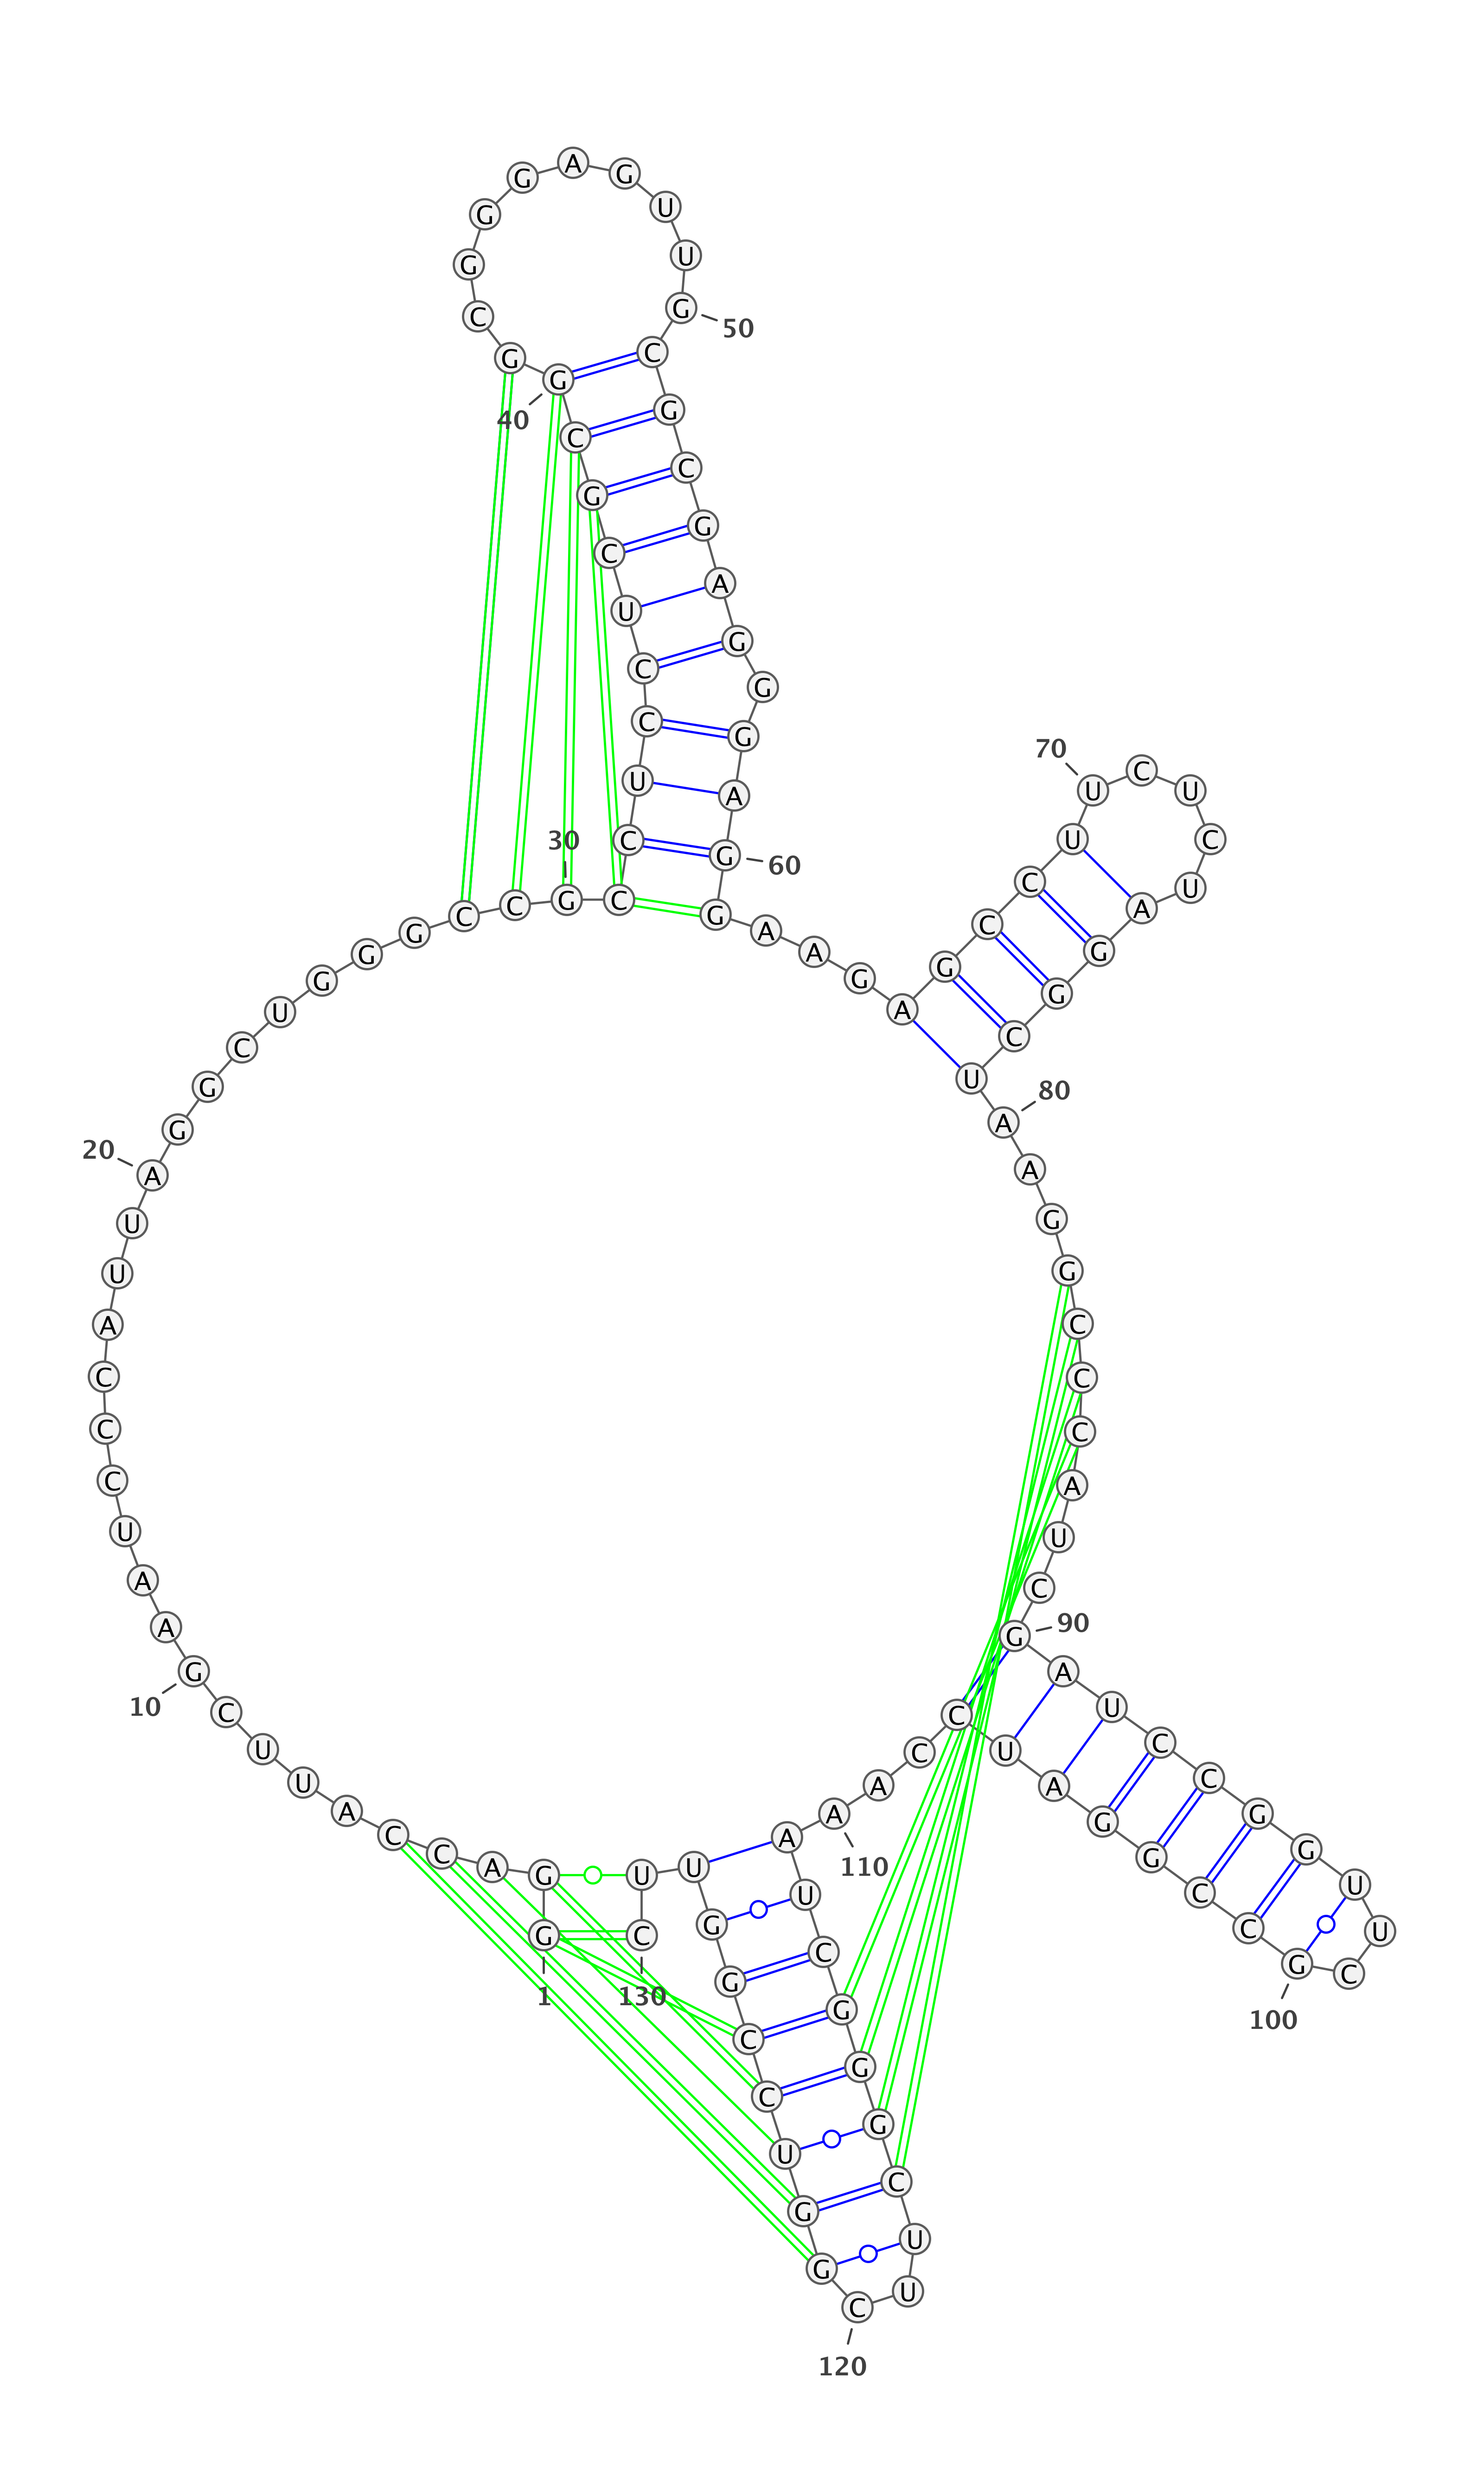 1
G G A C C A U U C G
10
A A U C C C A U U A
20
G G C U G G G C C G
30
C C U C C U C G C G
40
G C G G G A G U U G
50
C G C G A G G G A G
60
G A A G A G C C U U
70
C U C U A G G C U A
80
A G G C C C A U C G
90
A U C C G G U U C G
100
C C G G A U C C A A
110
A U C G G G C U U C
120
G G U C C G G U U C
130